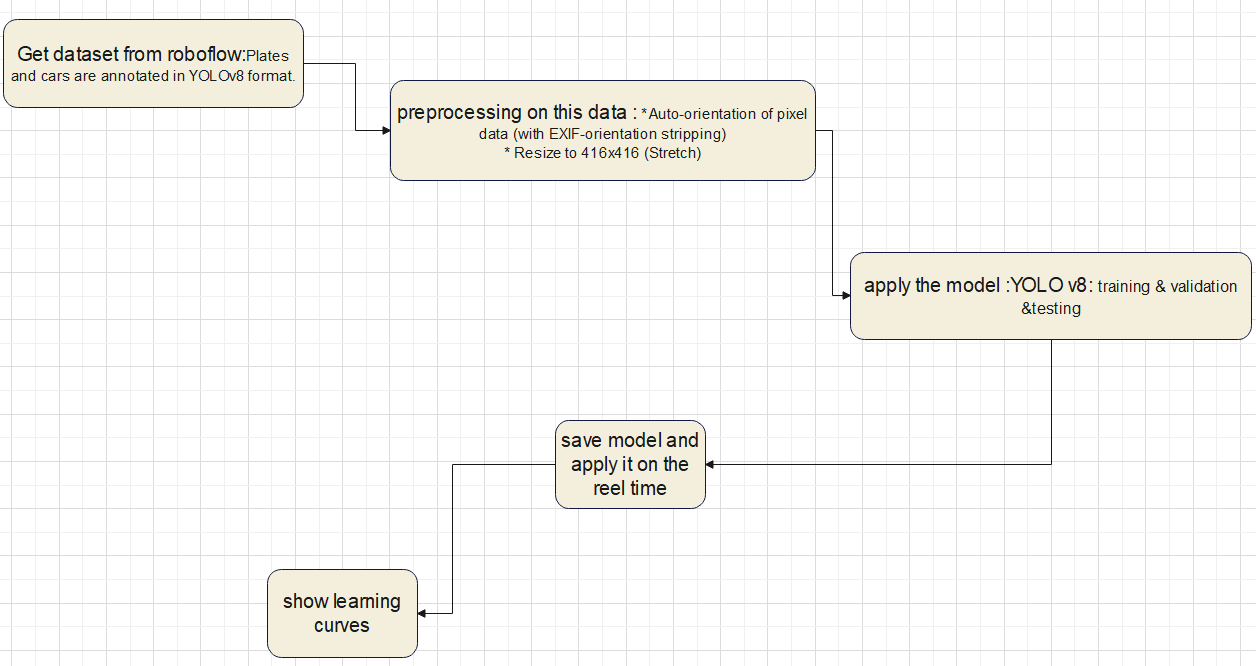 Get dataset from roboflow:Plates
and cars are annotated in YOLOv8 format.
preprocessing on this data : *Auto-orientation of pixel
data (with EXIF-orientation stripping)
* Resize to 416x416 (Stretch)
apply the model :YOLO v8: training & validation
&testing
save model and
apply it on the
reel time
show learning
curves